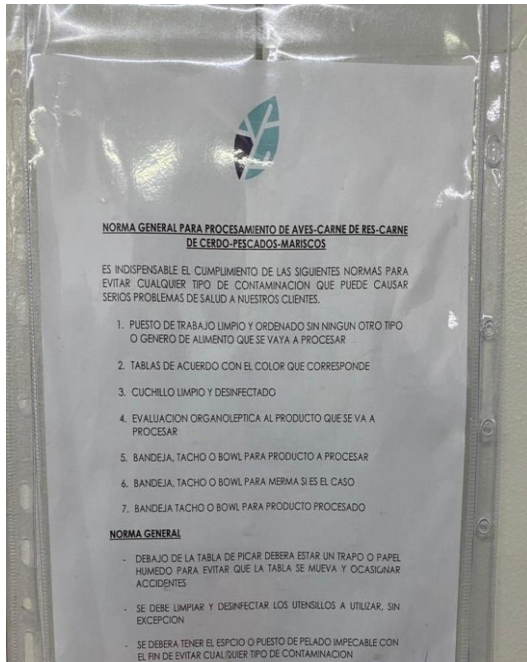 NORMA GENERAL PARA PROCESAMIENTO DE AVES-CARNE DE RES-CARNE
DE CERDO-PESCADOS-MARISCOS
ES INDISPENSABLE EL CUMPLIMIENTO DE LAS SIGUIENTES NORMAS PARA
EVITAR CUALQUIER TIPO DE CONTAMINACION QUE PUEDE CAUSAR
SERIOS PROBLEMAS DE SALUD A NUESTROS CLIENTES.
1. PUESTO DE TRABAJO LIMPIO Y ORDENADO SIN NINGUN OTRO TIPO
O GENERO DE ALIMENTO QUE SE VAYA A PROCESAR
2. TABLAS DE ACUERDO CON EL COLOR QUE CORRESPONDE
3. CUCHILLO LIMPIO Y DESINFECTADO
4. EVALUACION ORGANOLEPTICA AL PRODUCTO QUE SE VA A
PROCESAR
5. BANDEJA, TACHO O BOWL PARA PRODUCTO A PROCESAR
6. BANDEJA, TACHO O BOWL PARA MERMA SI ES EL CASO
7. BANDEJA TACHO O BOWL PARA PRODUCTO PROCESADO
NORMA GENERAL
- DEBAJO DE LA TABLA DE PICAR DEBERA ESTAR UN TRAPO O PAPEL
HUMEDO PARA EVITAR QUE LA TABLA SE MUEVA Y OCASIONAR
ACCIDENTES
- SE DEBE LIMPIAR Y DESINFECTAR LOS UTENSILLOS A UTILIZAR, SIN
EXCEPCION
- SE DEBERA TENER EL ESPCIO O PUESTO DE PELADO IMPECABLE CON
EL FIN DE EVITAR CUALQUIER TIPO DE CONTAMINACION